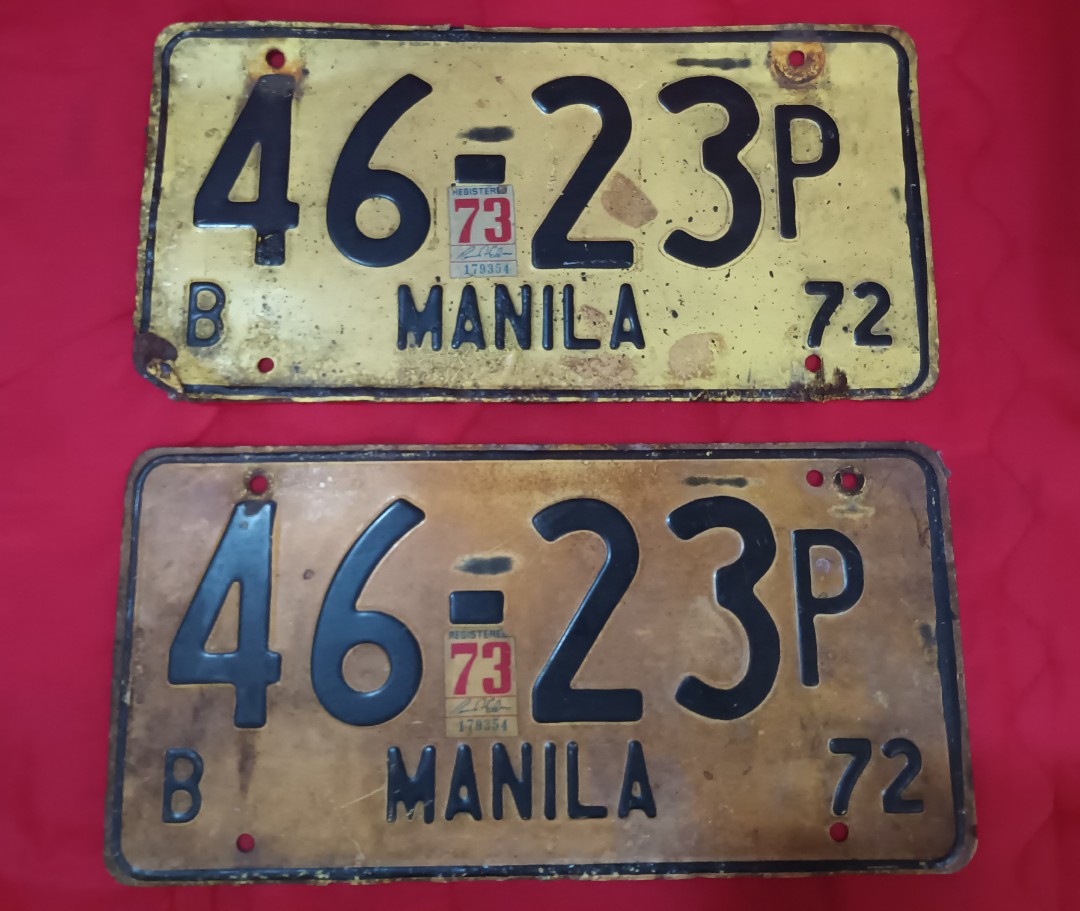 46-23P
REGISTERED
73
179354
B MANILA 72
46-23P
REGISTERED
73
179354
B MANILA 72